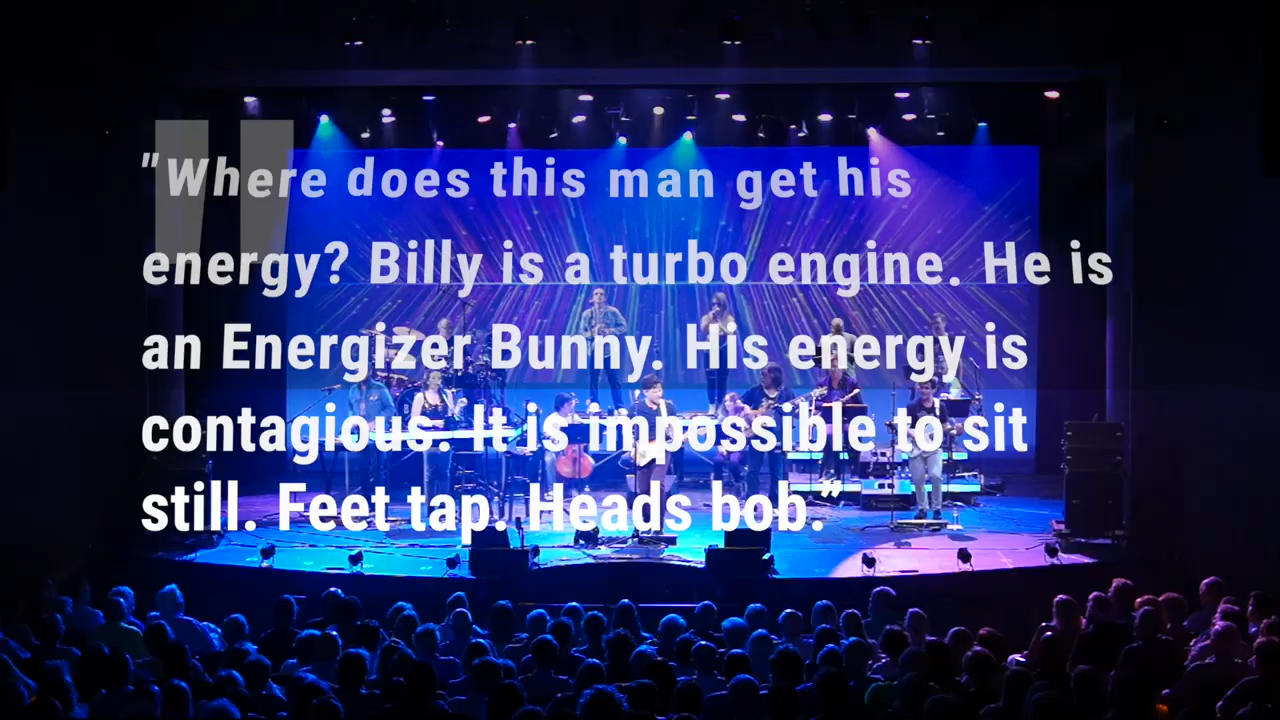 "Where does this man get his
energy? Billy is a turbo engine. He is
an Energizer Bunny. His energy is
contagious. It is impossible to sit
still. Feet tap. Heads bob.”